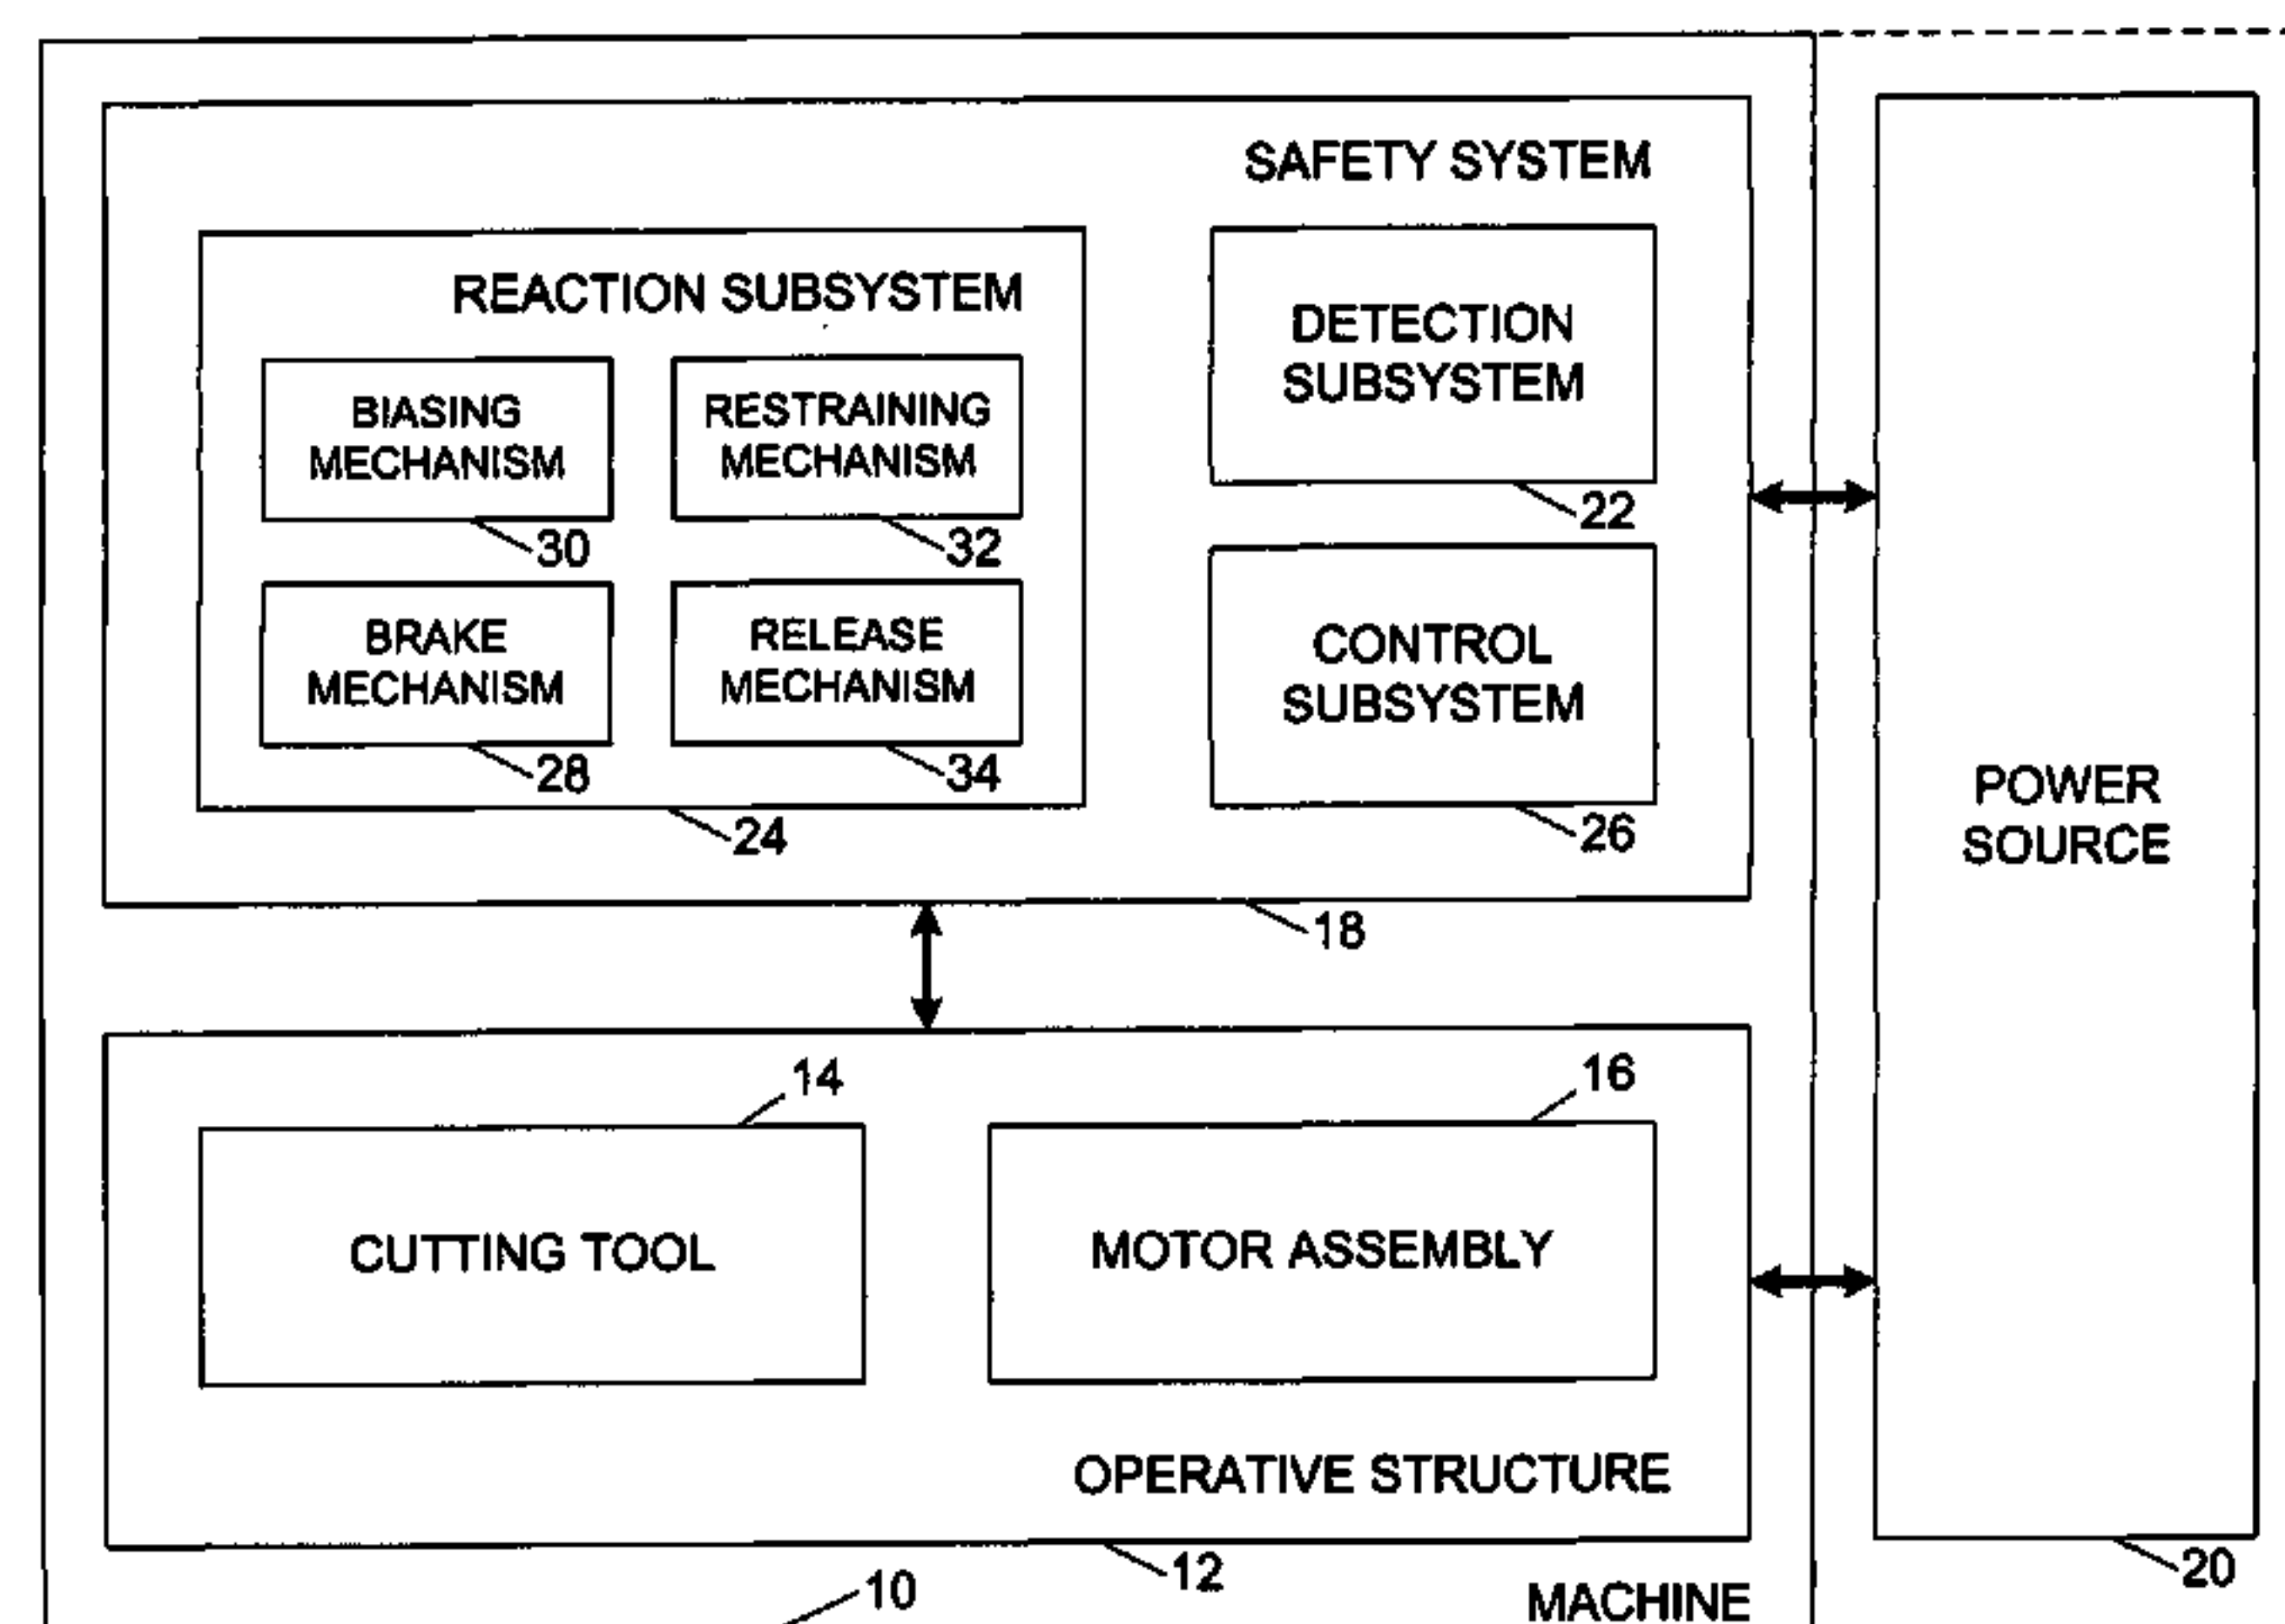 SAFETY SYSTEM
REACTION SUBSYSTEM
BIASING
MECHANISM
30
RESTRAINING
MECHANISM
32
BRAKE
MECHANISM
28
RELEASE
MECHANISM
34
24
DETECTION
SUBSYSTEM
22
CONTROL
SUBSYSTEM
26
18
POWER
SOURCE
20
14
CUTTING TOOL
16
MOTOR ASSEMBLY
OPERATIVE STRUCTURE
12
10
MACHINE